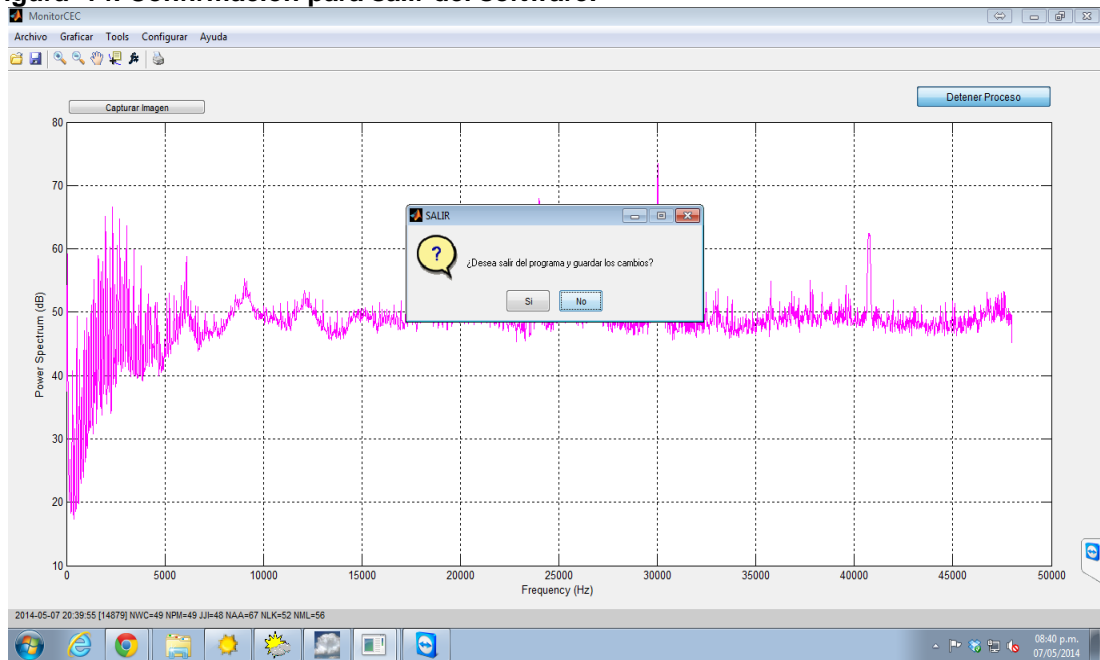 MonitorCEC
Archivo Graficar Tools Configurar Ayuda
Capturar Imagen
Detener Proceso
80
70
60
50
40
30
20
10
Power Spectrum (dB)
SALIR
?
¿Desea salir del programa y guardar los cambios?
Si No
0 5000 10000 15000 20000 25000 30000 35000 40000 45000 50000
Frequency (Hz)
2014-05-07 20:39:55 [14879] NWC=49 NPM=49 JJI=48 NAA=67 NLK=52 NML=56
08:40 p.m.
07/05/2014